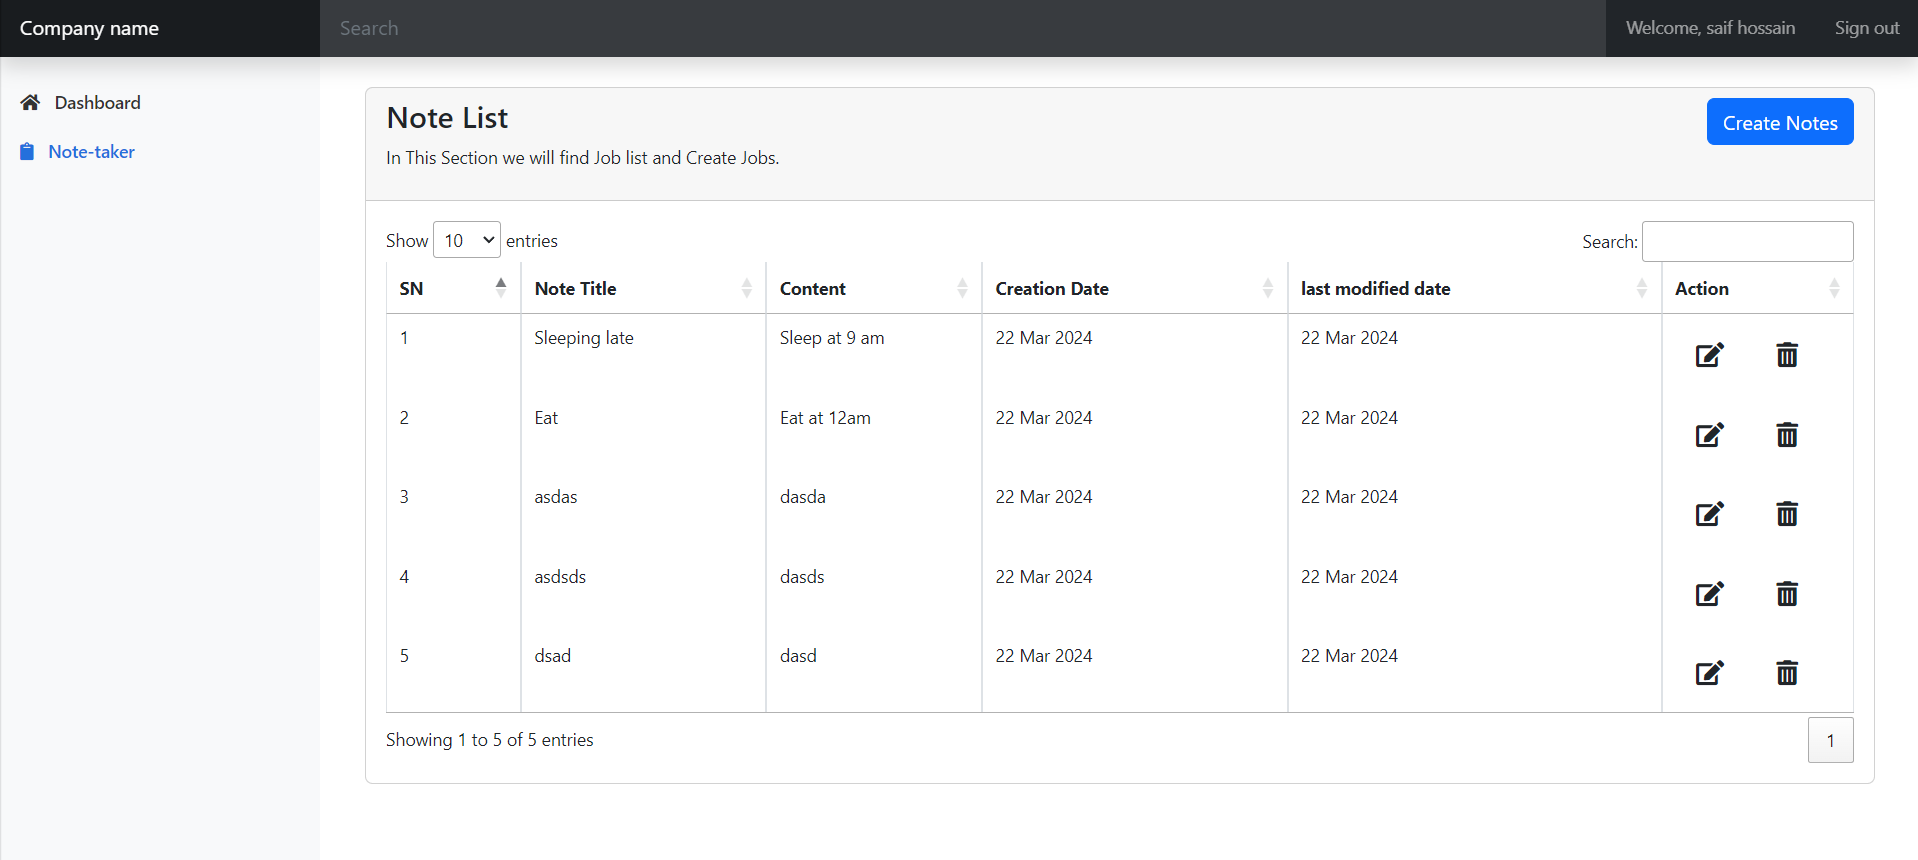 Company name
Search
Welcome, saif hossain
Sign out
Dashboard
Note-taker
Note List
Create Notes
In This Section we will find Job list and Create Jobs.
Show 10 entries
Search:
SN Note Title Content Creation Date last modified date Action
1 Sleeping late Sleep at 9 am 22 Mar 2024 22 Mar 2024
2 Eat Eat at 12am 22 Mar 2024 22 Mar 2024
3 asdas dasda 22 Mar 2024 22 Mar 2024
4 asdsds dasds 22 Mar 2024 22 Mar 2024
5 dsad dasd 22 Mar 2024 22 Mar 2024
Showing 1 to 5 of 5 entries
1